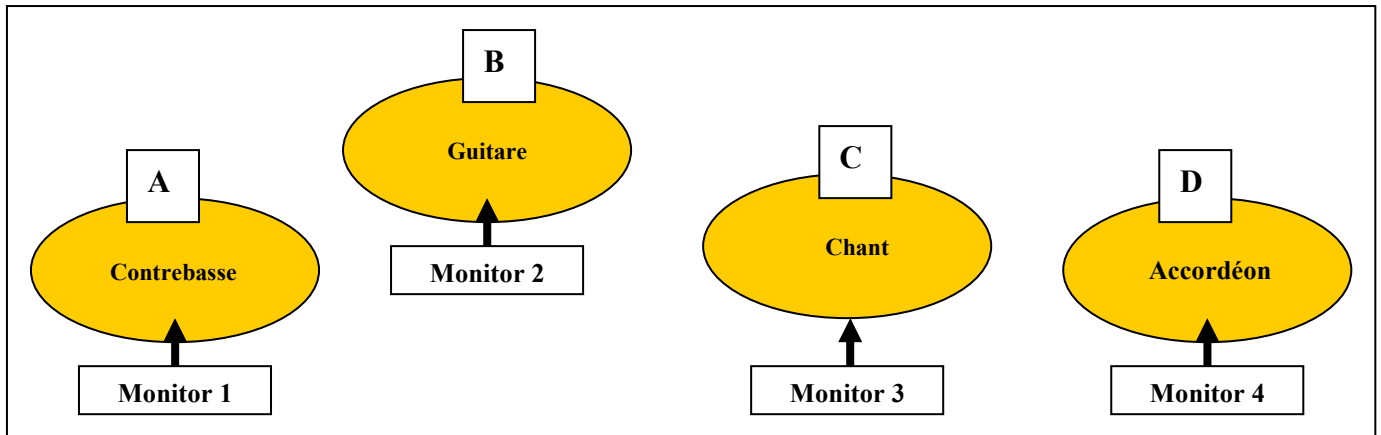 B
Guitare
Monitor 2
A
Contrebasse
Monitor 1
C
Chant
Monitor 3
D
Accordéon
Monitor 4